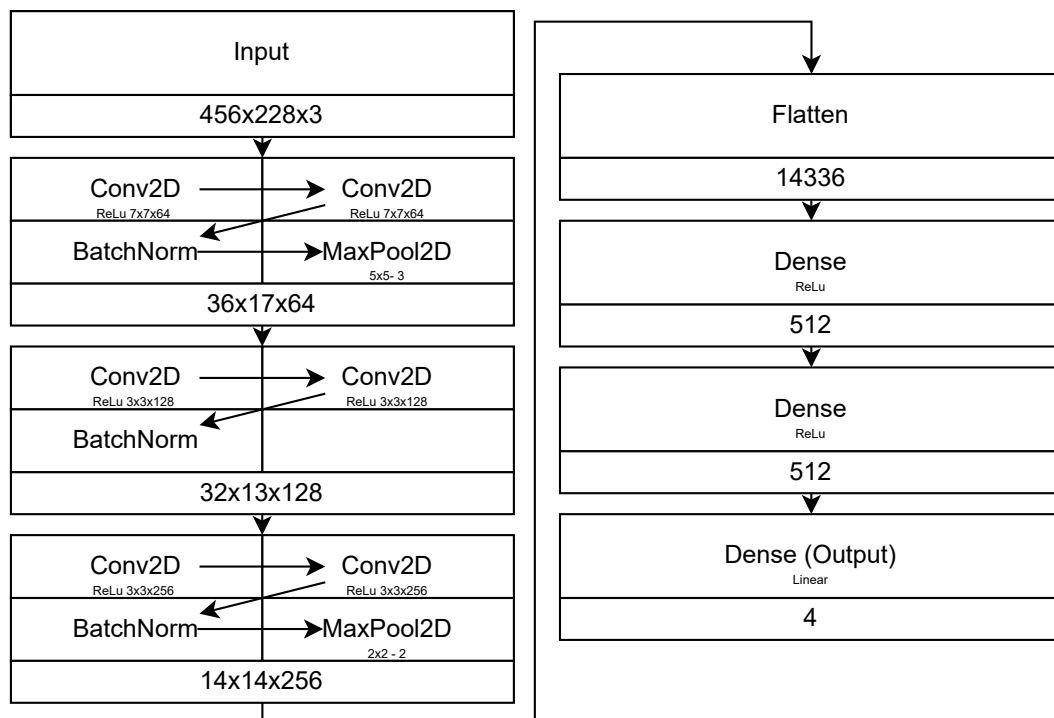 Input
456x228x3
Conv2D
ReLu 7x7x64
Conv2D
ReLu 7x7x64
BatchNorm
MaxPool2D
5x5- 3
36x17x64
Conv2D
ReLu 3x3x128
Conv2D
ReLu 3x3x128
BatchNorm
32x13x128
Conv2D
ReLu 3x3x256
Conv2D
ReLu 3x3x256
BatchNorm
MaxPool2D
2x2 - 2
14x14x256
Flatten
14336
Dense
ReLu
512
Dense
ReLu
512
Dense (Output)
Linear
4